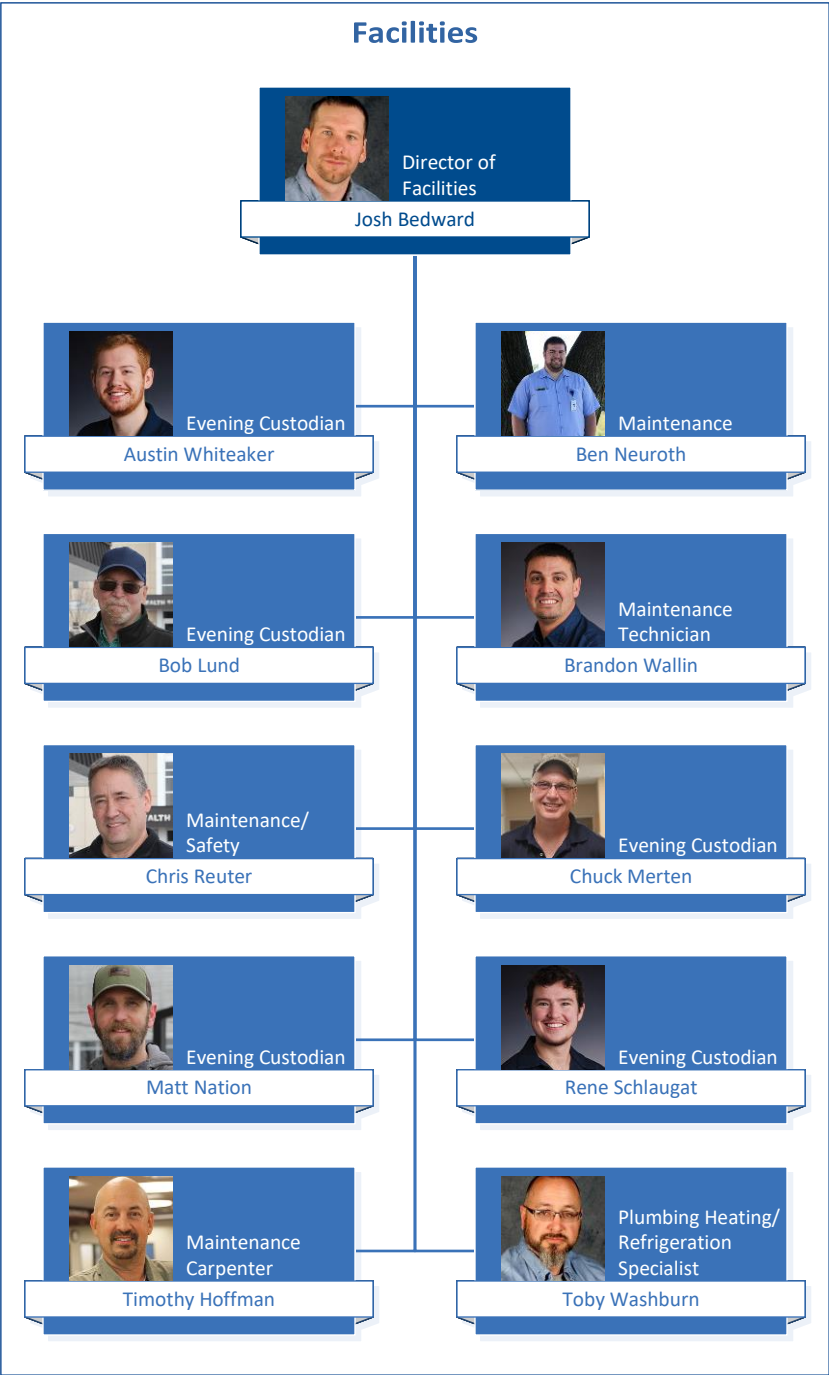 Facilities
Director of
Facilities
Josh Bedward
Evening Custodian
Austin Whiteaker
Maintenance
Ben Neuroth
Evening Custodian
Bob Lund
Maintenance
Technician
Brandon Wallin
Maintenance/
Safety
Chris Reuter
Evening Custodian
Chuck Merten
Evening Custodian
Matt Nation
Evening Custodian
Rene Schlaugat
Maintenance
Carpenter
Timothy Hoffman
Plumbing Heating/
Refrigeration
Specialist
Toby Washburn